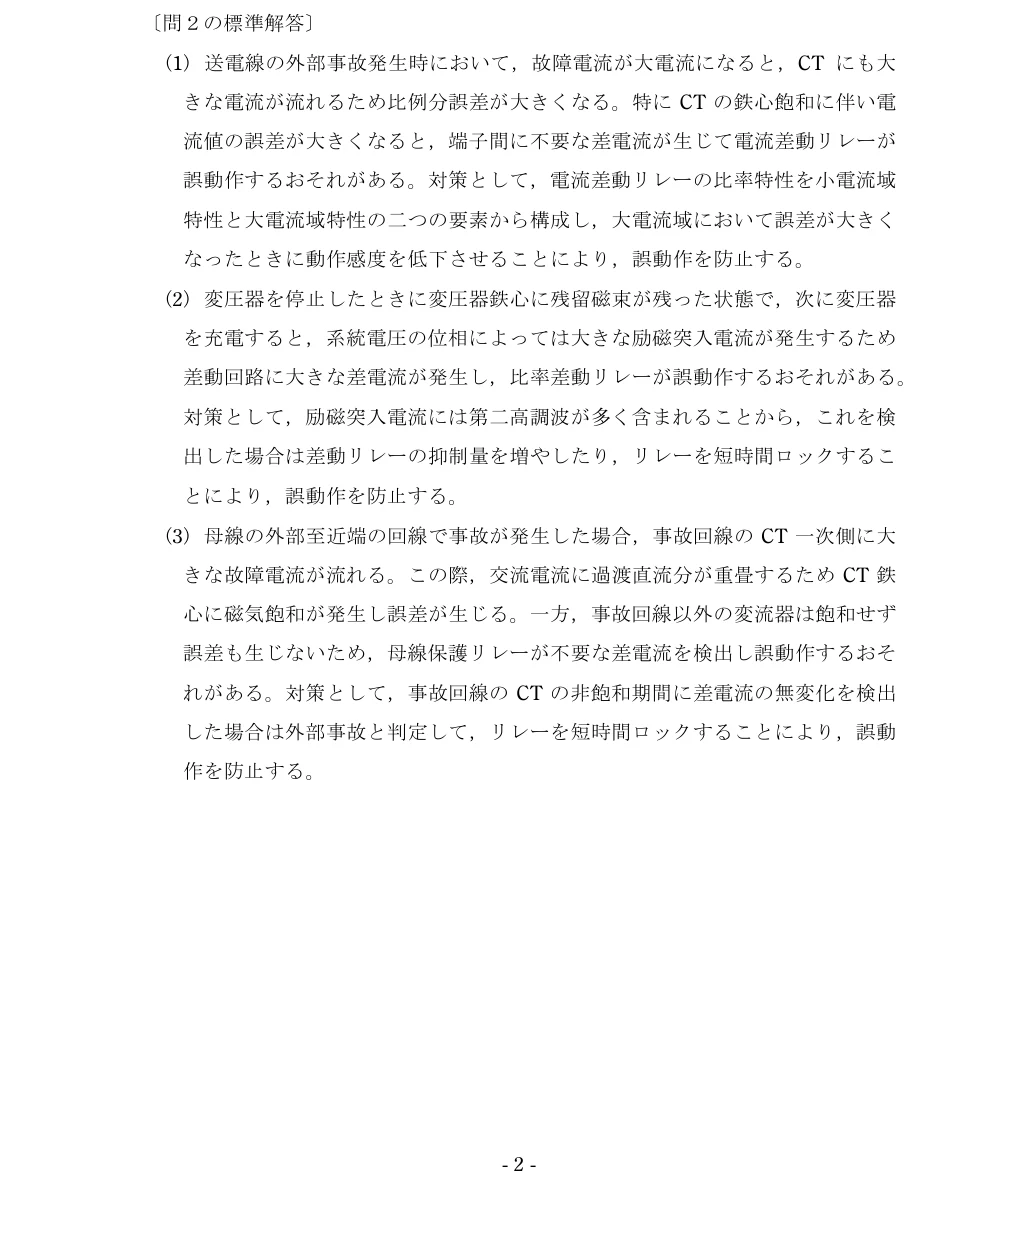 〔問２の標準解答〕
(1) 送電線の外部事故発生時において，故障電流が大電流になると，CT にも大
きな電流が流れるため比例分誤差が大きくなる。特に CT の鉄心飽和に伴い電
流値の誤差が大きくなると，端子間に不要な差電流が生じて電流差動リレーが
誤動作するおそれがある。対策として，電流差動リレーの比率特性を小電流域
特性と大電流域特性の二つの要素から構成し，大電流域において誤差が大きく
なったときに動作感度を低下させることにより，誤動作を防止する。
(2) 変圧器を停止したときに変圧器鉄心に残留磁束が残った状態で，次に変圧器
を充電すると，系統電圧の位相によっては大きな励磁突入電流が発生するため
差動回路に大きな差電流が発生し，比率差動リレーが誤動作するおそれがある。
対策として，励磁突入電流には第二高調波が多く含まれることから，これを検
出した場合は差動リレーの抑制量を増やしたり，リレーを短時間ロックするこ
とにより，誤動作を防止する。
(3) 母線の外部至近端の回線で事故が発生した場合，事故回線の CT 一次側に大
きな故障電流が流れる。この際，交流電流に過渡直流分が重畳するため CT 鉄
心に磁気飽和が発生し誤差が生じる。一方，事故回線以外の変流器は飽和せず
誤差も生じないため，母線保護リレーが不要な差電流を検出し誤動作するおそ
れがある。対策として，事故回線の CT の非飽和期間に差電流の無変化を検出
した場合は外部事故と判定して，リレーを短時間ロックすることにより，誤動
作を防止する。
- 2 -